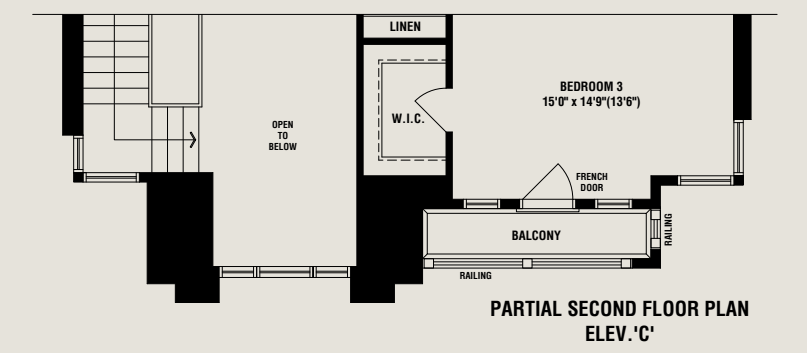 LINEN
BEDROOM 3
15'0" x 14'9"(13'6")
W.I.C.
OPEN
TO
BELOW
FRENCH
DOOR
BALCONY
RAILING
RAILING
PARTIAL SECOND FLOOR PLAN
ELEV.'C'